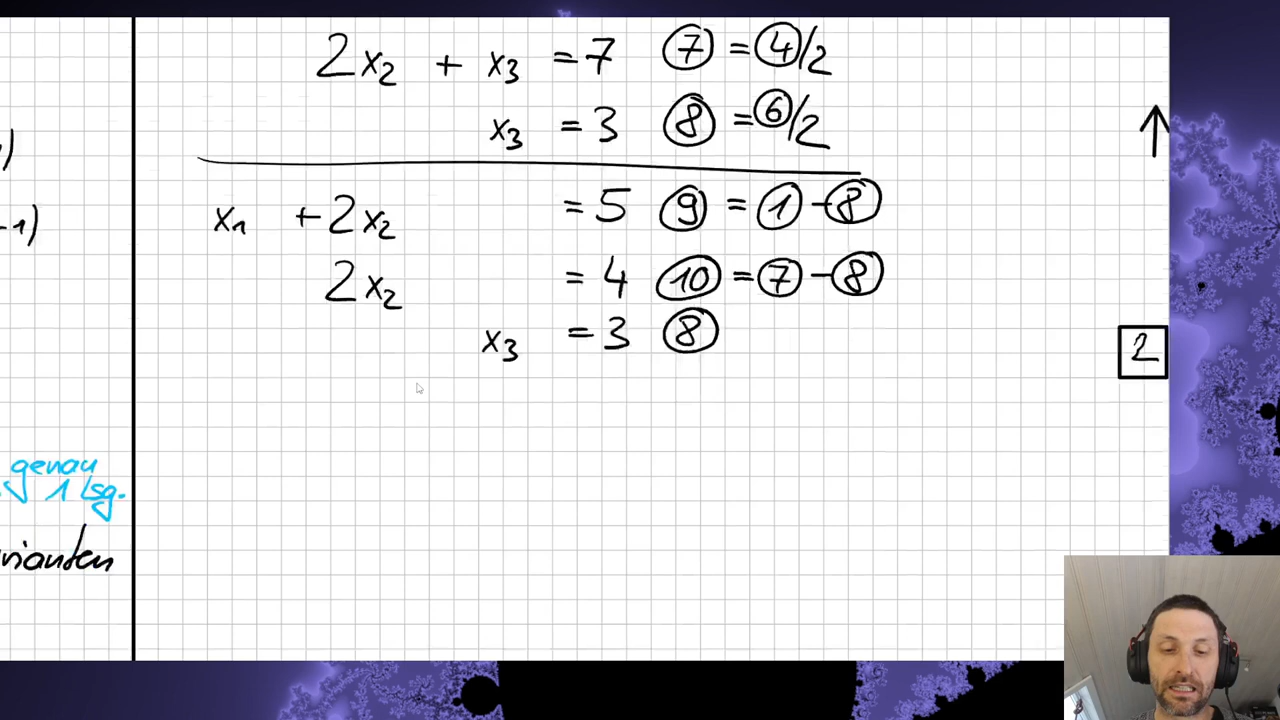 2x₂ + x₃ = 7 ⑦ = ④/2
x₃ = 3 ⑧ = ⑥/2
x₁ + 2x₂ = 5 ⑨ = ① - ⑧
2x₂ = 4 ⑩ = ⑦ - ⑧
x₃ = 3 ⑧
)
-1)
genau
1 Lsg.
2